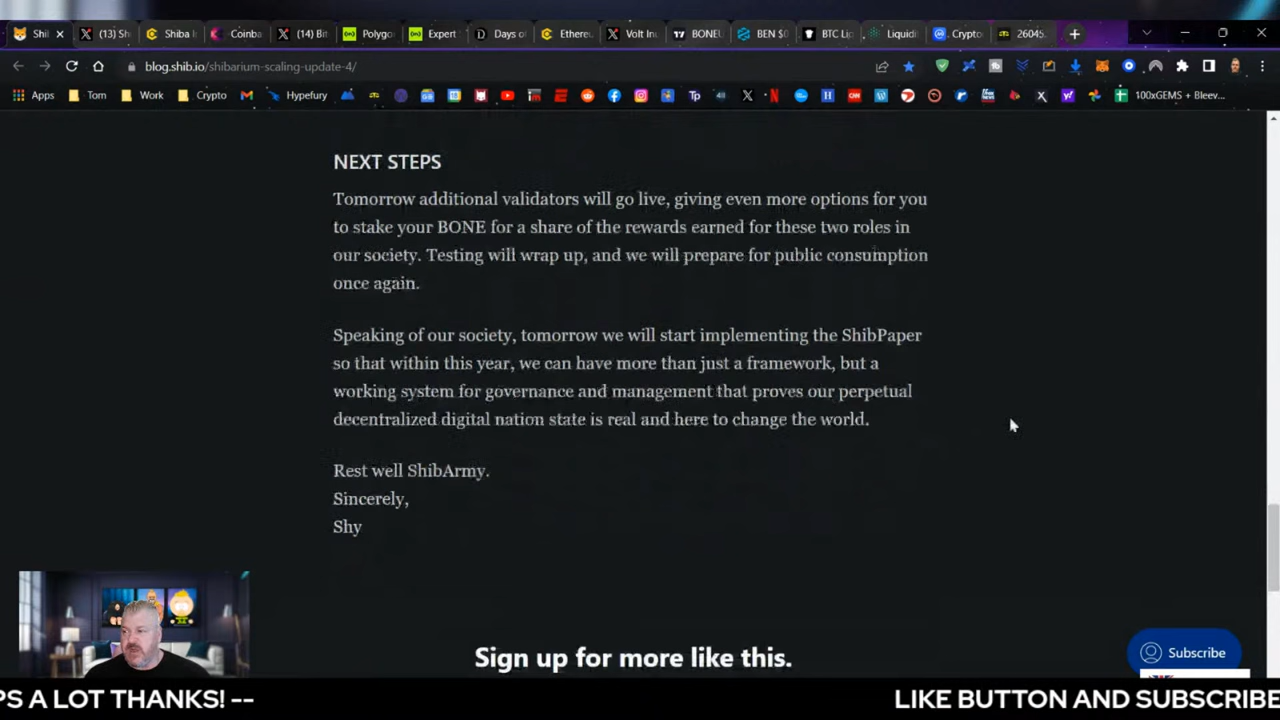 Shi
(13) Sh
Shiba I
Coinba
(14) Bi
Polygo
Expert
Days of
Ethere
Volt In
BONE
BEN $0
BTC Liq
Liquidi
Crypto
26045.
blog.shib.io/shibarium-scaling-update-4/
Apps
Tom
Work
Crypto
Hypefury
100xGEMS + Bleev...
NEXT STEPS
Tomorrow additional validators will go live, giving even more options for you
to stake your BONE for a share of the rewards earned for these two roles in
our society. Testing will wrap up, and we will prepare for public consumption
once again.
Speaking of our society, tomorrow we will start implementing the ShibPaper
so that within this year, we can have more than just a framework, but a
working system for governance and management that proves our perpetual
decentralized digital nation state is real and here to change the world.
Rest well ShibArmy.
Sincerely,
Shy
Sign up for more like this.
Subscribe
PS A LOT THANKS! --
LIKE BUTTON AND SUBSCRIBE